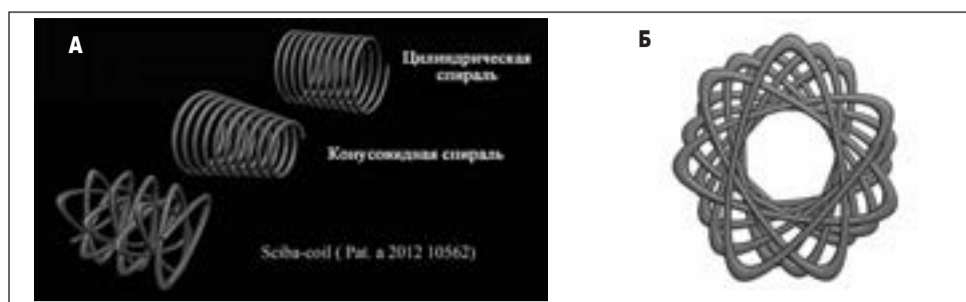 А
Цилиндрическая
спираль
Конусовидная спираль
Sciba-coil ( Pat. a 2012 10562)
Б